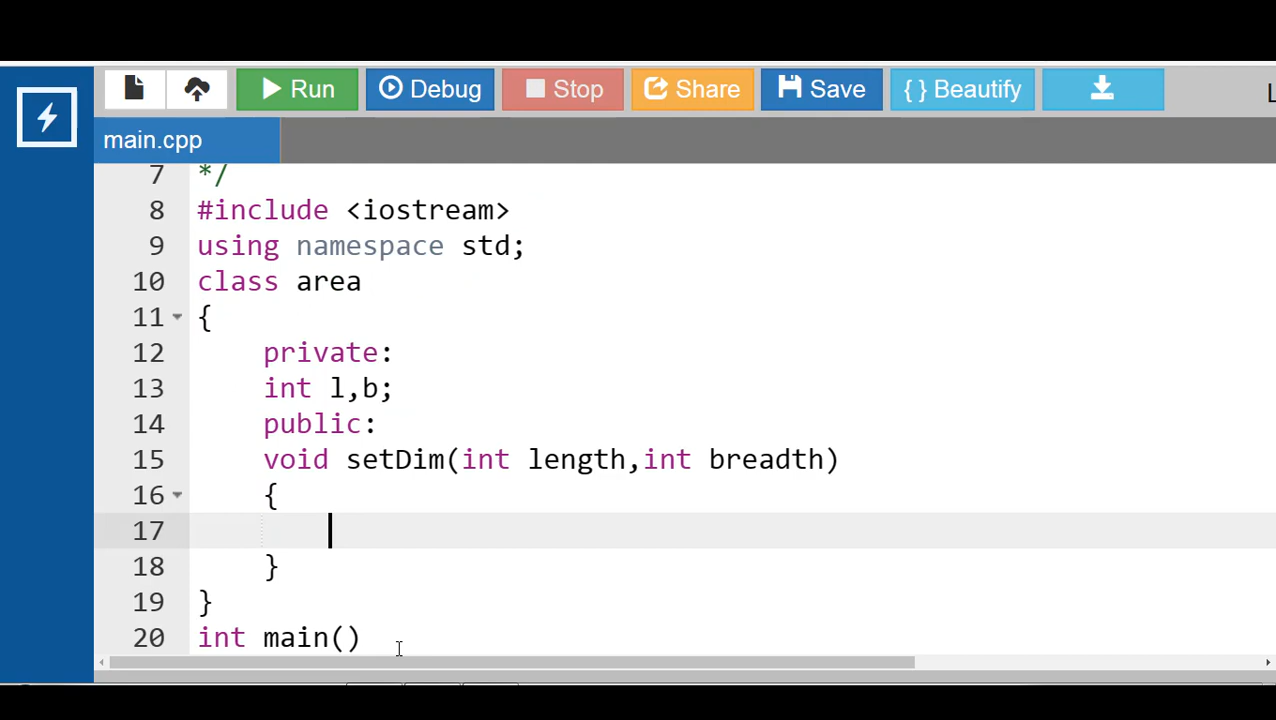 Run Debug Stop Share Save { } Beautify L
main.cpp
7 */
8 #include <iostream>
9 using namespace std;
10 class area
11 {
12 private:
13 int l,b;
14 public:
15 void setDim(int length,int breadth)
16 {
17
18 }
19 }
20 int main()